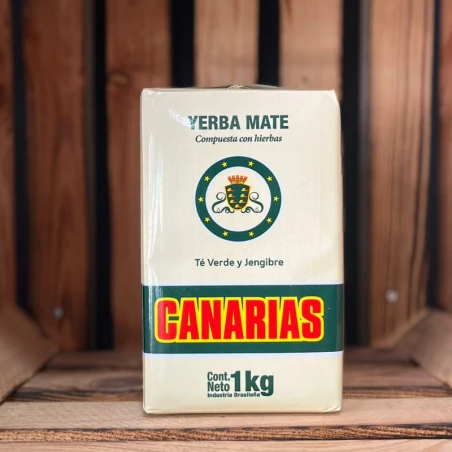 YERBA MATE
Compuesta con hierbas
Té Verde y Jengibre
CANARIAS
Cont.
Neto 1kg
Industria Brasileña